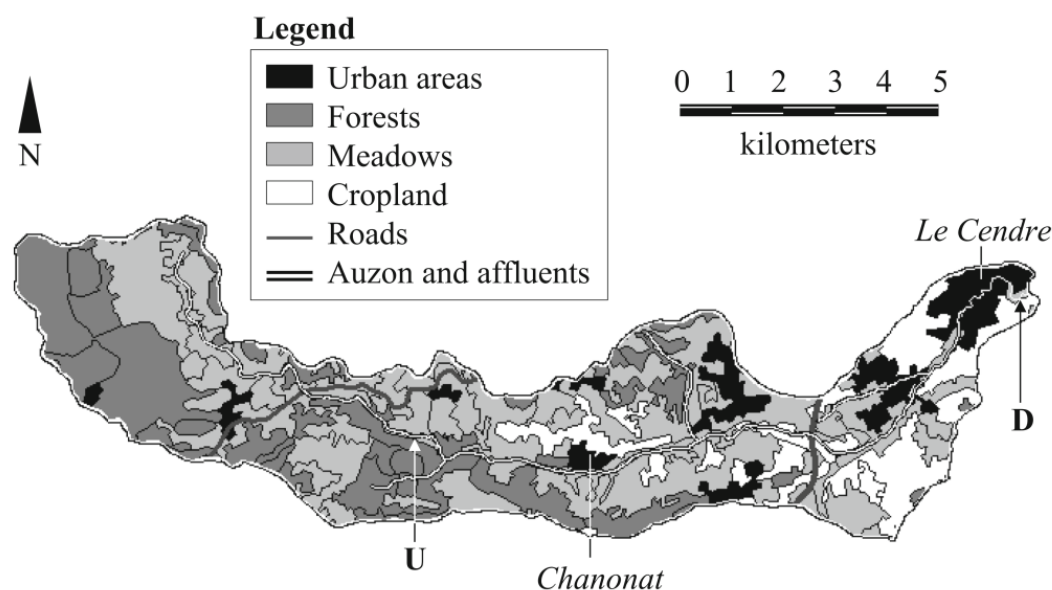 Legend
Urban areas
Forests
Meadows
Cropland
Roads
Auzon and affluents
N
0 1 2 3 4 5
kilometers
Le Cendre
D
U
Chanonat